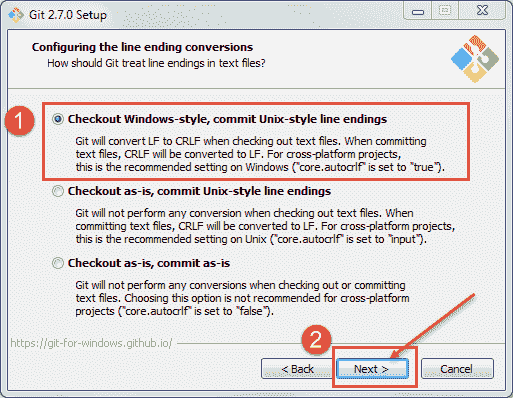 Git 2.7.0 Setup
Configuring the line ending conversions
How should Git treat line endings in text files?
1
Checkout Windows-style, commit Unix-style line endings
Git will convert LF to CRLF when checking out text files. When committing
text files, CRLF will be converted to LF. For cross-platform projects,
this is the recommended setting on Windows ("core.autocrlf" is set to "true").
Checkout as-is, commit Unix-style line endings
Git will not perform any conversion when checking out text files. When
committing text files, CRLF will be converted to LF. For cross-platform projects,
this is the recommended setting on Unix ("core.autocrlf" is set to "input").
Checkout as-is, commit as-is
Git will not perform any conversions when checking out or committing
text files. Choosing this option is not recommended for cross-platform
projects ("core.autocrlf" is set to "false").
https://git-for-windows.github.io/
2
< Back
Next >
Cancel